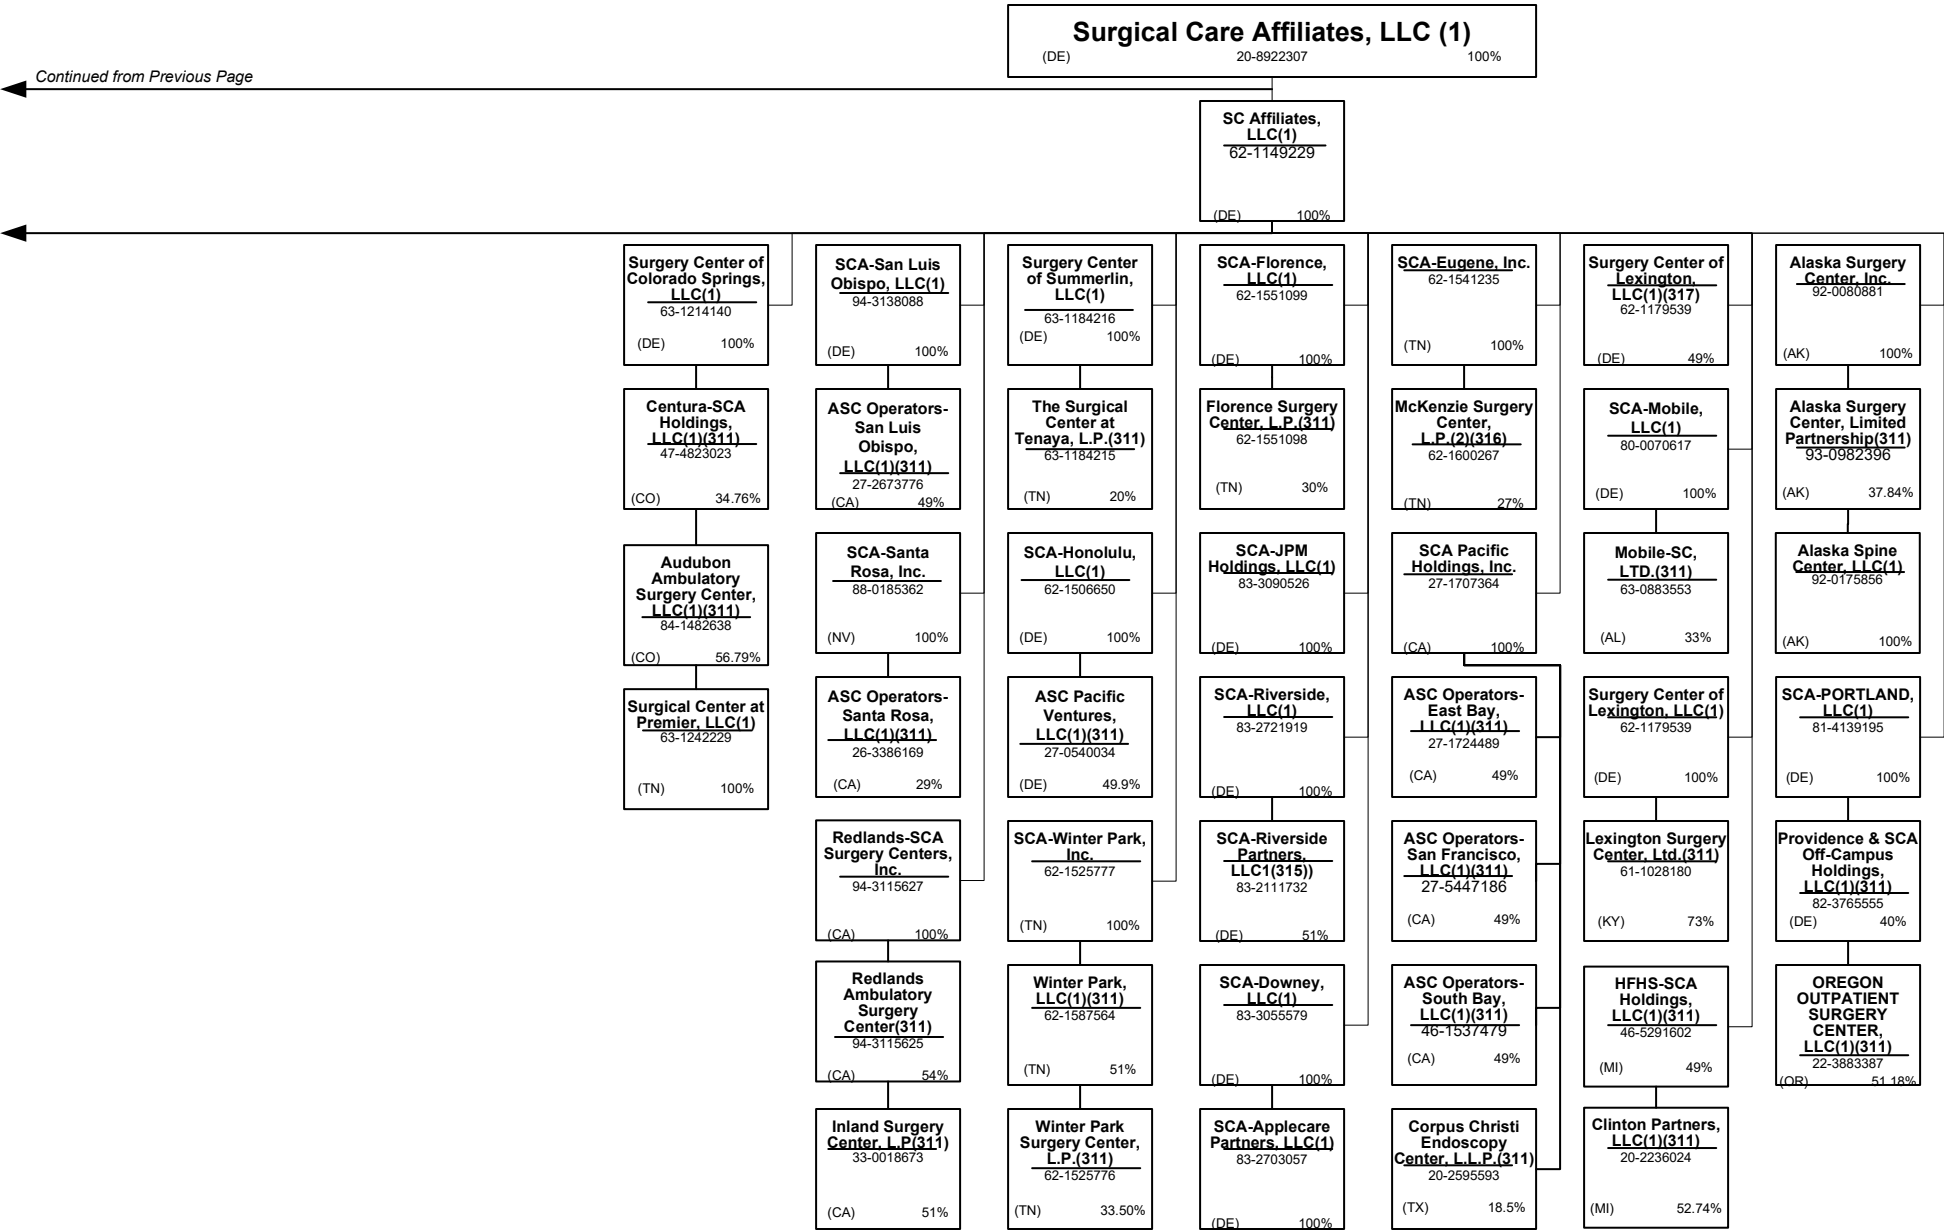 Surgical Care Affiliates, LLC (1)
(DE) 20-8922307 100%
Continued from Previous Page
SC Affiliates,
LLC(1)
62-1149229
(DE) 100%
Surgery Center of
Colorado Springs,
LLC(1)
63-1214140
(DE) 100%
Centura-SCA
Holdings,
LLC(1)(311)
47-4823023
(CO) 34.76%
Audubon
Ambulatory
Surgery Center,
LLC(1)(311)
84-1482638
(CO) 56.79%
Surgical Center at
Premier, LLC(1)
63-1242229
(TN) 100%
SCA-San Luis
Obispo, LLC(1)
94-3138088
(DE) 100%
ASC Operators-
San Luis
Obispo,
LLC(1)(311)
27-2673776
(CA) 49%
SCA-Santa
Rosa, Inc.
88-0185362
(NV) 100%
ASC Operators-
Santa Rosa,
LLC(1)(311)
26-3386169
(CA) 29%
Redlands-SCA
Surgery Centers,
Inc.
94-3115627
(CA) 100%
Redlands
Ambulatory
Surgery
Center(311)
94-3115625
(CA) 54%
Inland Surgery
Center, L.P(311)
33-0018673
(CA) 51%
Surgery Center
of Summerlin,
LLC(1)
63-1184216
(DE) 100%
The Surgical
Center at
Tenaya, L.P.(311)
63-1184215
(TN) 20%
SCA-Honolulu,
LLC(1)
62-1506650
(DE) 100%
ASC Pacific
Ventures,
LLC(1)(311)
27-0540034
(DE) 49.9%
SCA-Winter Park,
Inc.
62-1525777
(TN) 100%
Winter Park,
LLC(1)(311)
62-1587564
(TN) 51%
Winter Park
Surgery Center,
L.P.(311)
62-1525776
(TN) 33.50%
SCA-Florence,
LLC(1)
62-1551099
(DE) 100%
Florence Surgery
Center, L.P.(311)
62-1551098
(TN) 30%
SCA-JPM
Holdings, LLC(1)
83-3090526
(DE) 100%
SCA-Riverside,
LLC(1)
83-2721919
(DE) 100%
SCA-Riverside
Partners,
LLC1(315))
83-2111732
(DE) 51%
SCA-Downey,
LLC(1)
83-3055579
(DE) 100%
SCA-Applecare
Partners, LLC(1)
83-2703057
(DE) 100%
SCA-Eugene, Inc.
62-1541235
(TN) 100%
McKenzie Surgery
Center,
L.P.(2)(316)
62-1600267
(TN) 27%
SCA Pacific
Holdings, Inc.
27-1707364
(CA) 100%
ASC Operators-
East Bay,
LLC(1)(311)
27-1724489
(CA) 49%
ASC Operators-
San Francisco,
LLC(1)(311)
27-5447186
(CA) 49%
ASC Operators-
South Bay,
LLC(1)(311)
46-1537479
(CA) 49%
Corpus Christi
Endoscopy
Center, L.L.P.(311)
20-2595593
(TX) 18.5%
Surgery Center of
Lexington,
LLC(1)(317)
62-1179539
(DE) 49%
SCA-Mobile,
LLC(1)
80-0070617
(DE) 100%
Mobile-SC,
LTD.(311)
63-0883553
(AL) 33%
Surgery Center of
Lexington, LLC(1)
62-1179539
(DE) 100%
Lexington Surgery
Center, Ltd.(311)
61-1028180
(KY) 73%
HFHS-SCA
Holdings,
LLC(1)(311)
46-5291602
(MI) 49%
Clinton Partners,
LLC(1)(311)
20-2236024
(MI) 52.74%
Alaska Surgery
Center, Inc.
92-0080881
(AK) 100%
Alaska Surgery
Center, Limited
Partnership(311)
93-0982396
(AK) 37.84%
Alaska Spine
Center, LLC(1)
92-0175856
(AK) 100%
SCA-PORTLAND,
LLC(1)
81-4139195
(DE) 100%
Providence & SCA
Off-Campus
Holdings,
LLC(1)(311)
82-3765555
(DE) 40%
OREGON
OUTPATIENT
SURGERY
CENTER,
LLC(1)(311)
22-3883387
(OR) 51.18%